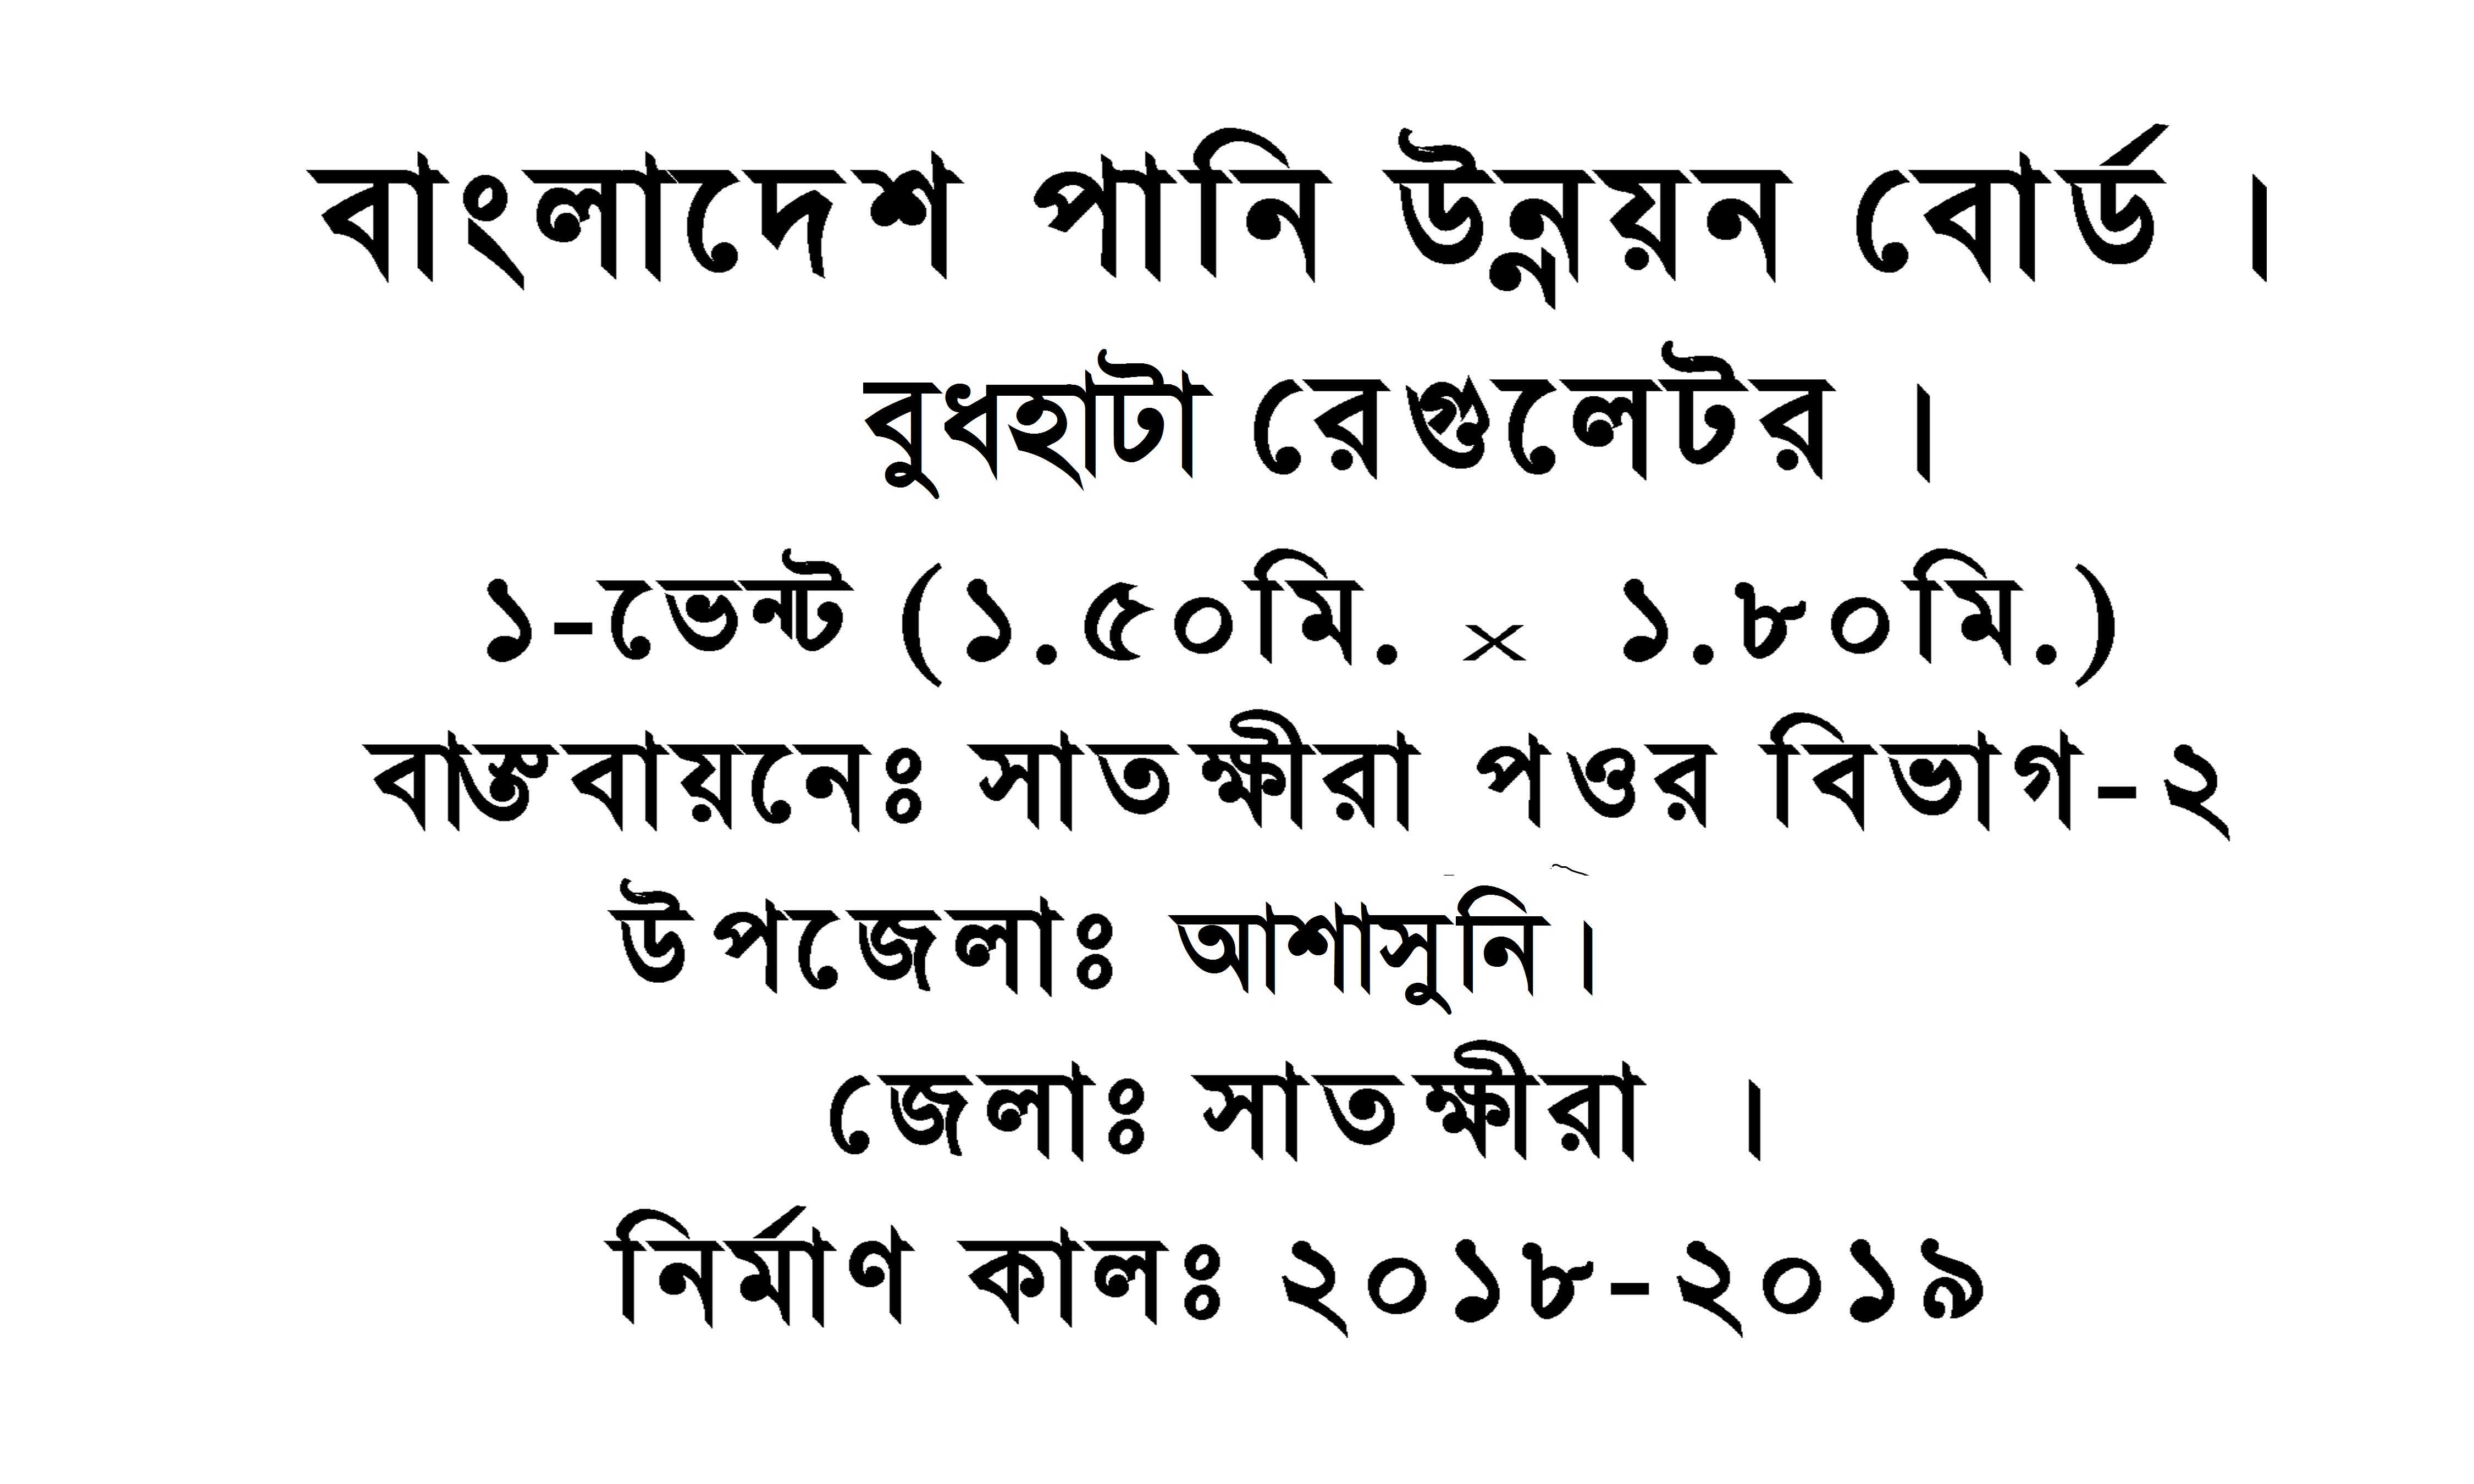 বাংলাদেশ পানি উন্নয়ন বোর্ড ।
বুধহাটা রেগুলেটর ।
১-ভেন্ট (১.৫০মি. × ১.৮০মি.)
বাস্তবায়নেঃ সাতক্ষীরা পওর বিভাগ-২
উপজেলাঃ আশাসুনি।
জেলাঃ সাতক্ষীরা ।
নির্মাণ কালঃ ২০১৮-২০১৯